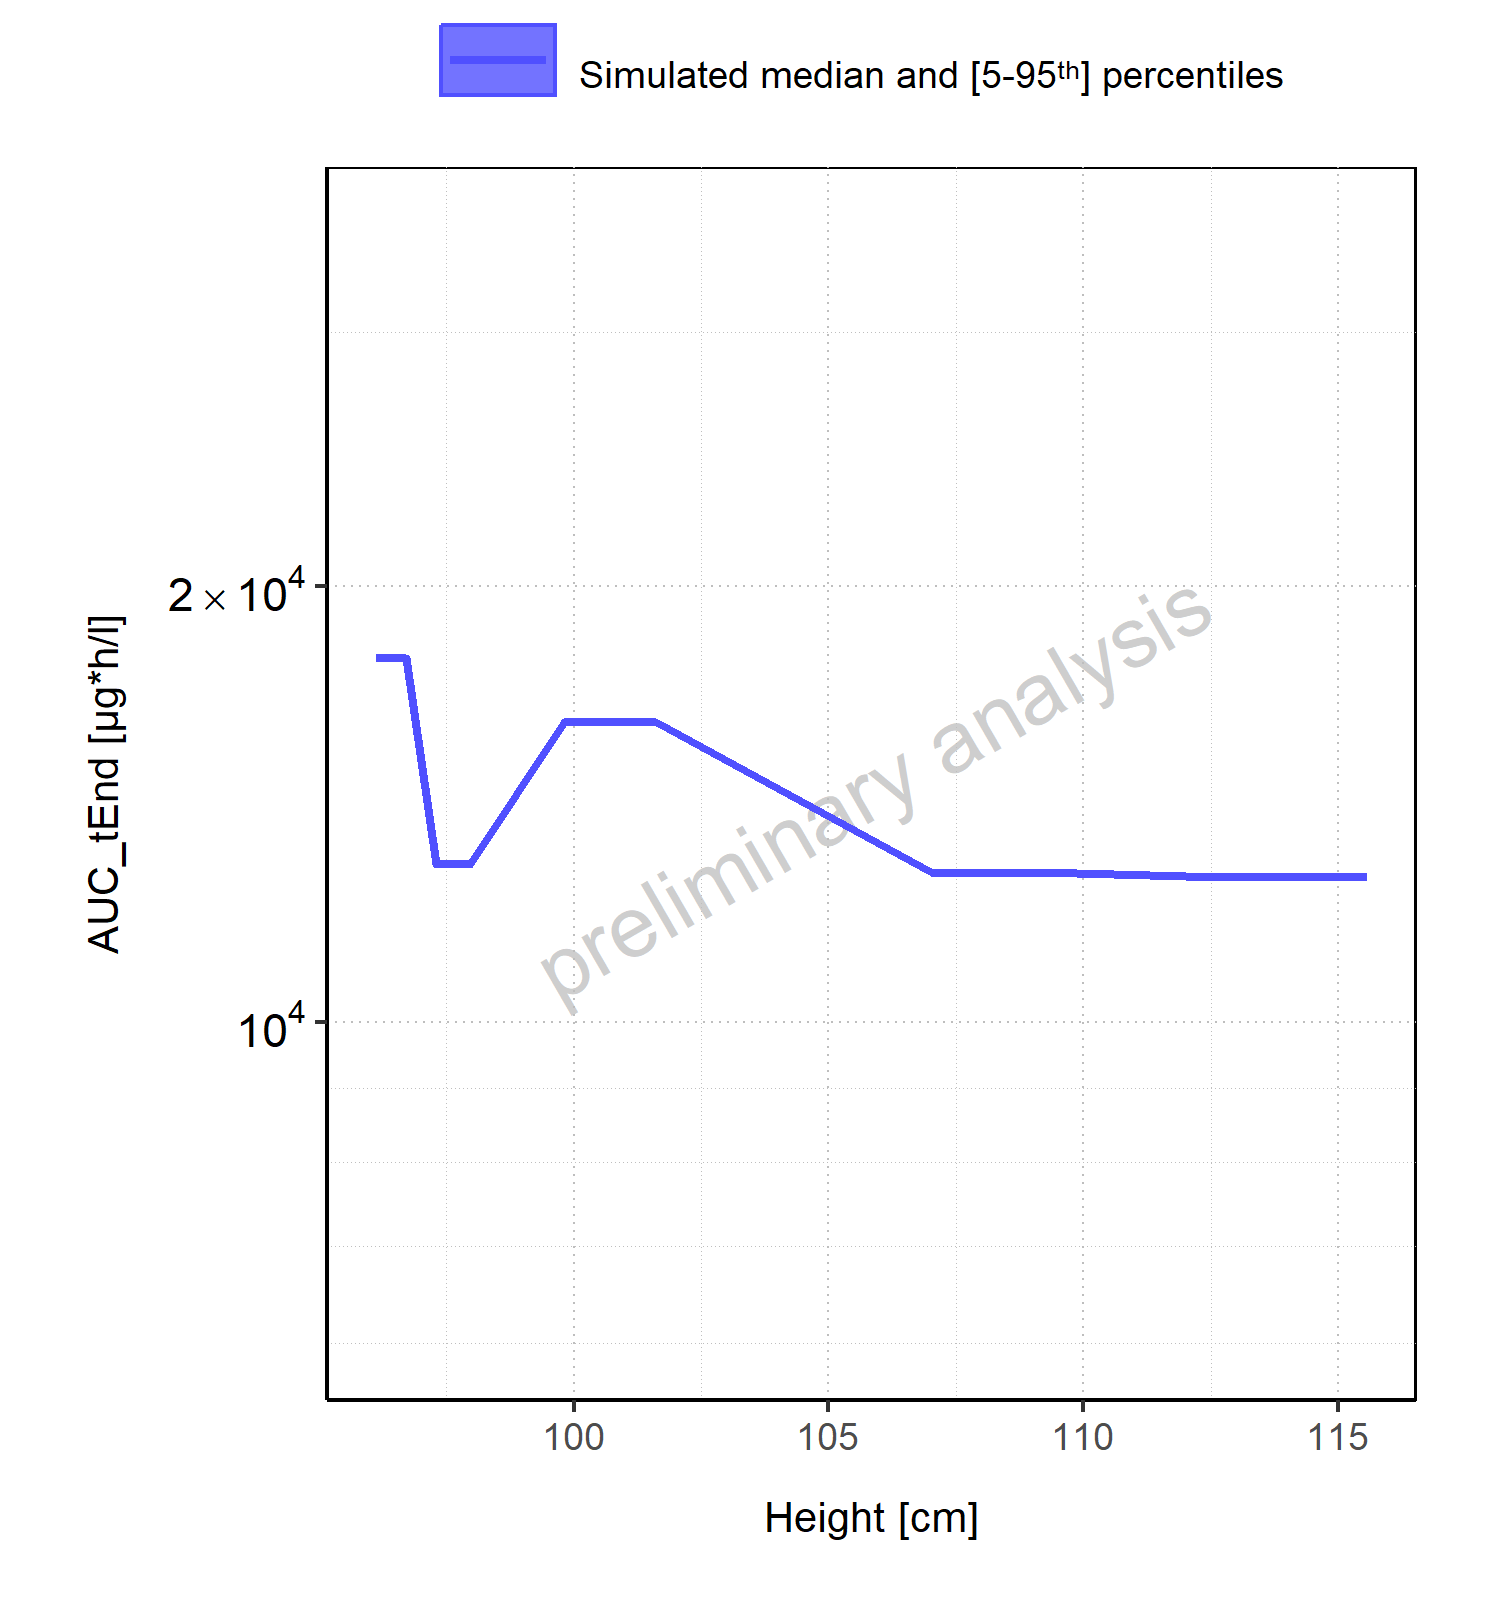 Simulated median and [5-95th] percentiles
2 × 10^4
AUC_tEnd [µg*h/l]
10^4
preliminary analysis
100 105 110 115
Height [cm]